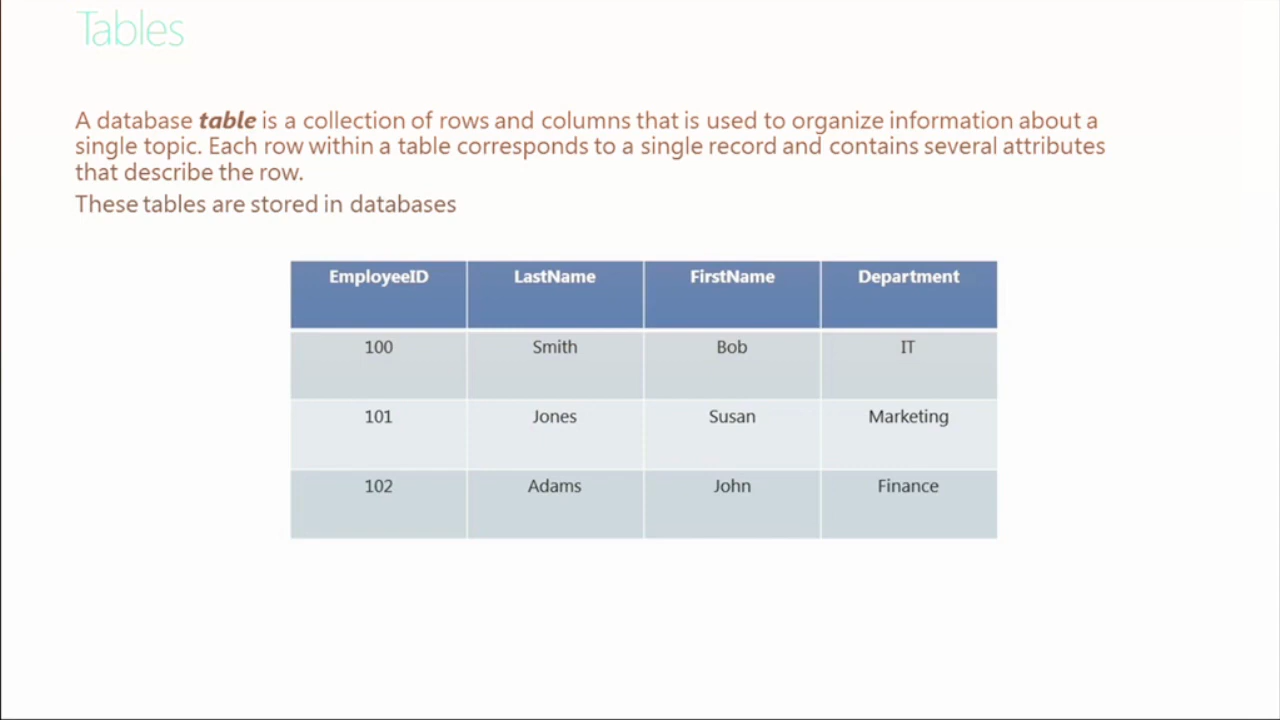 Tables
A database table is a collection of rows and columns that is used to organize information about a
single topic. Each row within a table corresponds to a single record and contains several attributes
that describe the row.
These tables are stored in databases
EmployeeID LastName FirstName Department
100 Smith Bob IT
101 Jones Susan Marketing
102 Adams John Finance